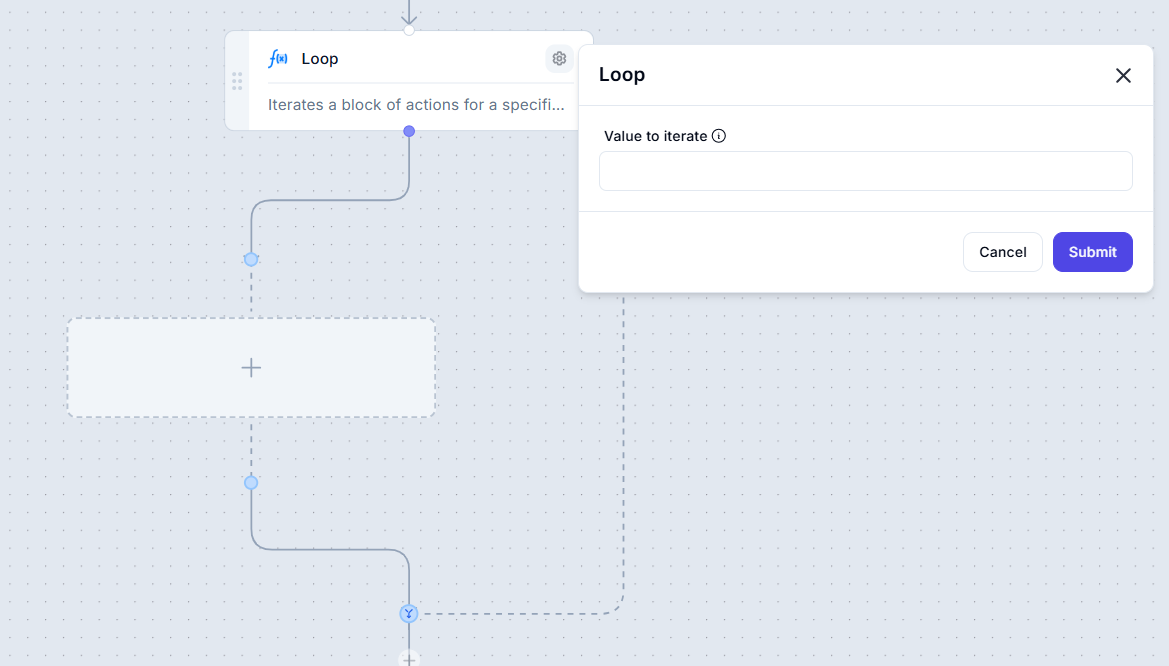 f(x) Loop
Iterates a block of actions for a specifi...
Loop
Value to iterate
Cancel
Submit